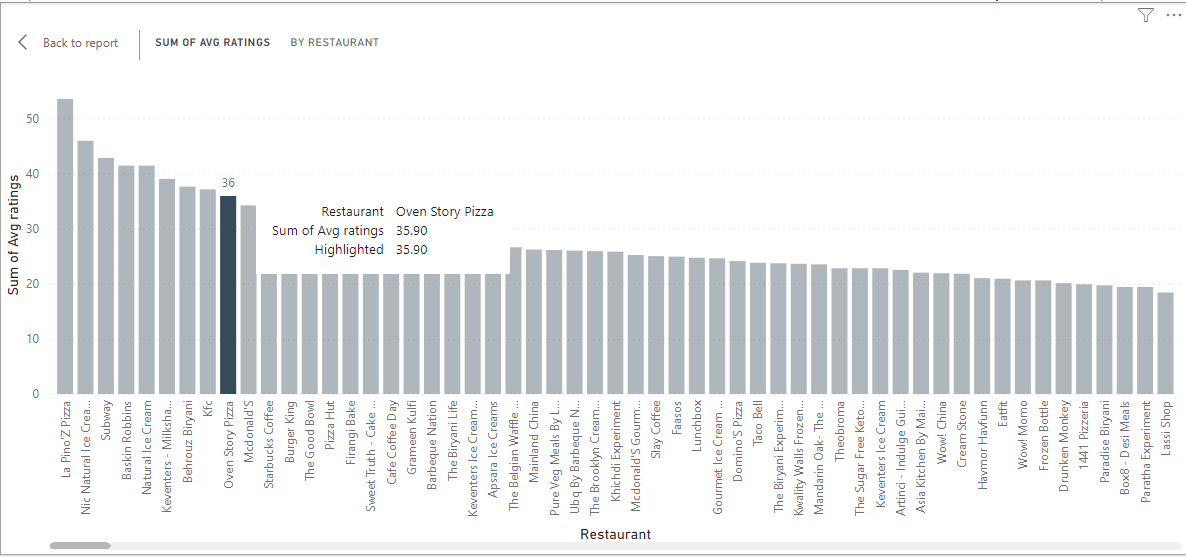 Back to report
SUM OF AVG RATINGS
BY RESTAURANT
Sum of Avg ratings
50
40
30
20
10
0
36
Restaurant Oven Story Pizza
Sum of Avg ratings 35.90
Highlighted 35.90
La Pino'Z Pizza
Nic Natural Ice Crea...
Subway
Baskin Robbins
Natural Ice Cream
Keventers - Milksha...
Behrouz Biryani
Kfc
Oven Story Pizza
Mcdonald'S
Starbucks Coffee
Burger King
The Good Bowl
Pizza Hut
Firangi Bake
Sweet Truth - Cake ...
Cafe Coffee Day
Grameen Kulfi
Barbeque Nation
The Biryani Life
Keventers Ice Cream...
Apsara Ice Creams
The Belgian Waffle ...
Mainland China
Pure Veg Meals By L...
Ubq By Barbeque N...
The Brooklyn Cream...
Khichdi Experiment
Mcdonald'S Gourm...
Slay Coffee
Faasos
Lunchbox
Gourmet Ice Cream ...
Domino'S Pizza
Taco Bell
The Biryani Experim...
Kwality Walls Frozen...
Mandarin Oak- The ...
Theobroma
The Sugar Free Keto...
Keventers Ice Cream
Artinci - Indulge Gui...
Asia Kitchen By Mai...
Wow! China
Cream Stone
Havmor Havfunn
Eatfit
Wow! Momo
Frozen Bottle
Drunken Monkey
1441 Pizzeria
Paradise Biryani
Box8 - Desi Meals
Paratha Experiment
Lassi Shop
Restaurant